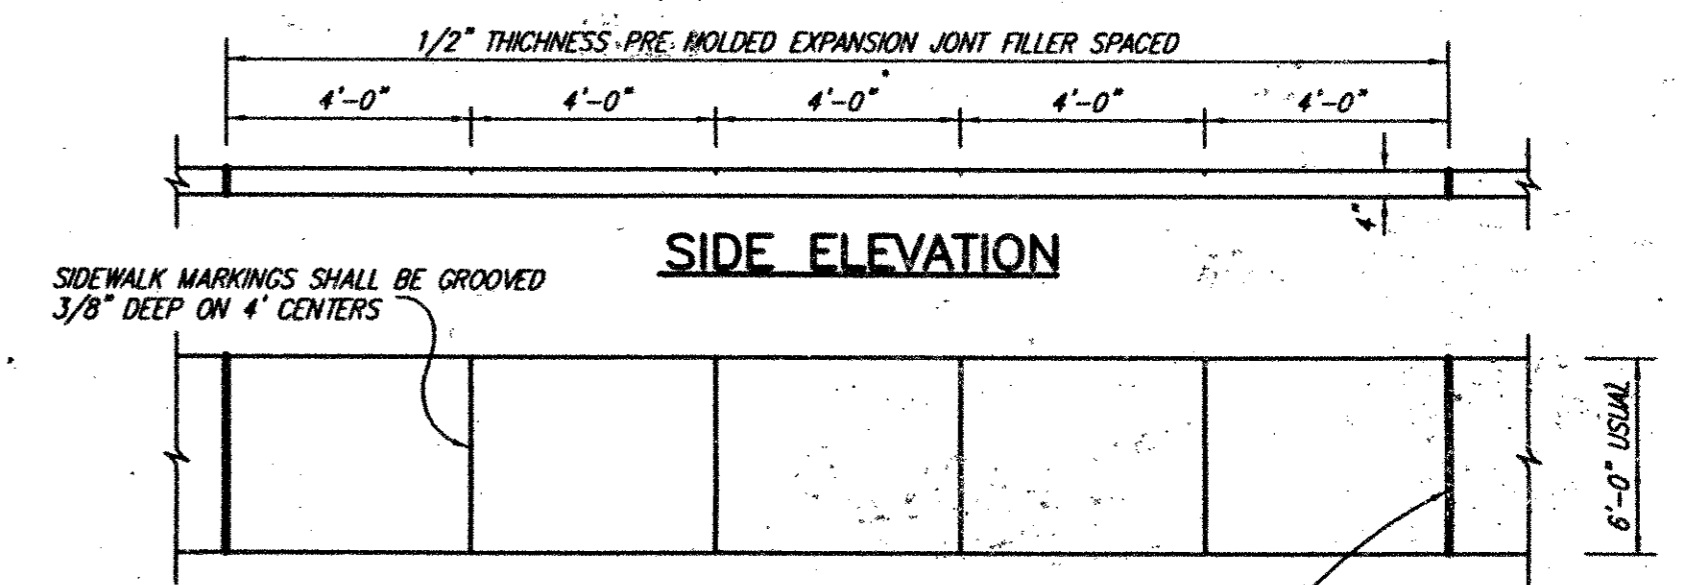 1/2" THICHNESS PRE MOLDED EXPANSION JONT FILLER SPACED
4'-0" 4'-0" 4'-0" 4'-0" 4'-0"
4"
SIDE ELEVATION
SIDEWALK MARKINGS SHALL BE GROOVED
3/8" DEEP ON 4' CENTERS
6'-0" USUAL